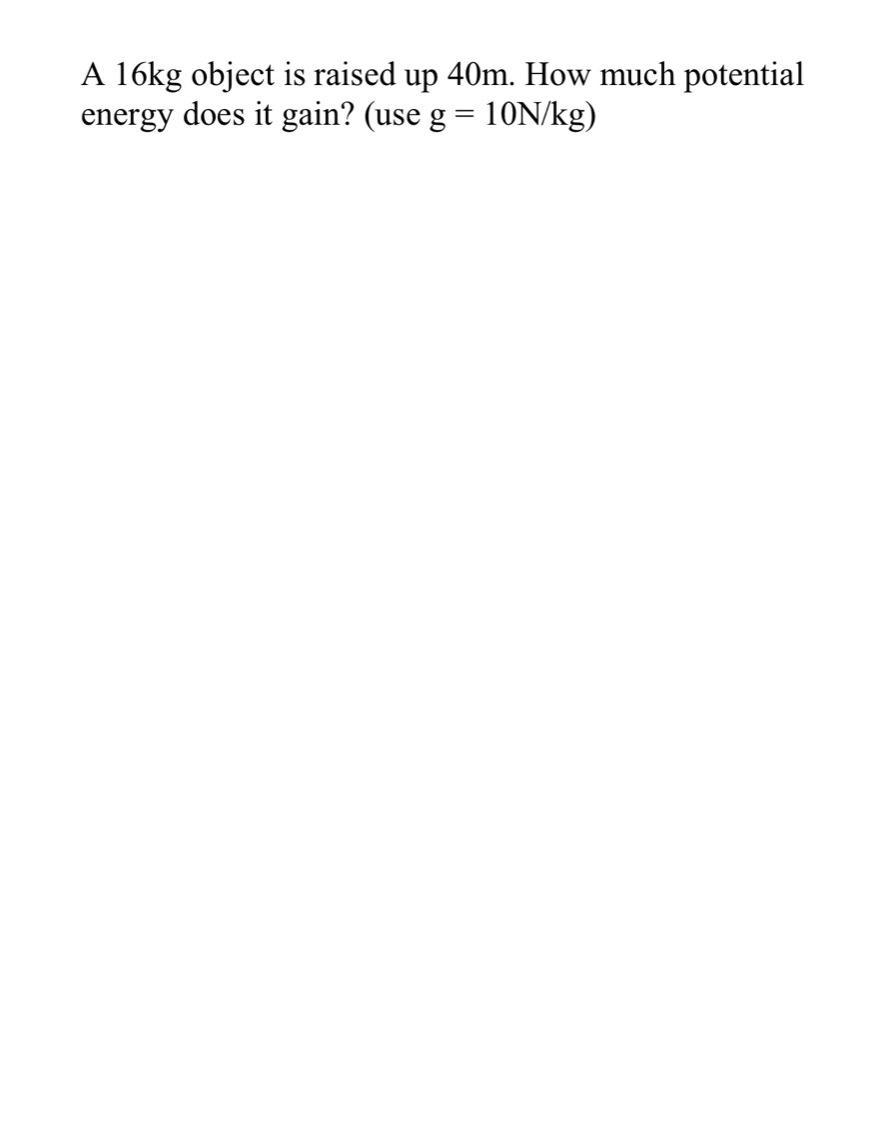 A 16kg object is raised up 40m. How much potential
energy does it gain? (use g = 10N/kg)